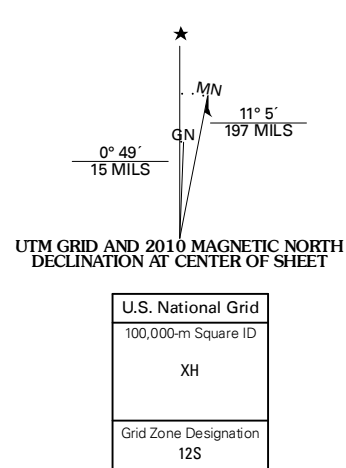 ★
MN
11° 5´
197 MILS
GN
0° 49´
15 MILS
UTM GRID AND 2010 MAGNETIC NORTH
DECLINATION AT CENTER OF SHEET
U.S. National Grid
100,000-m Square ID
XH
Grid Zone Designation
12S